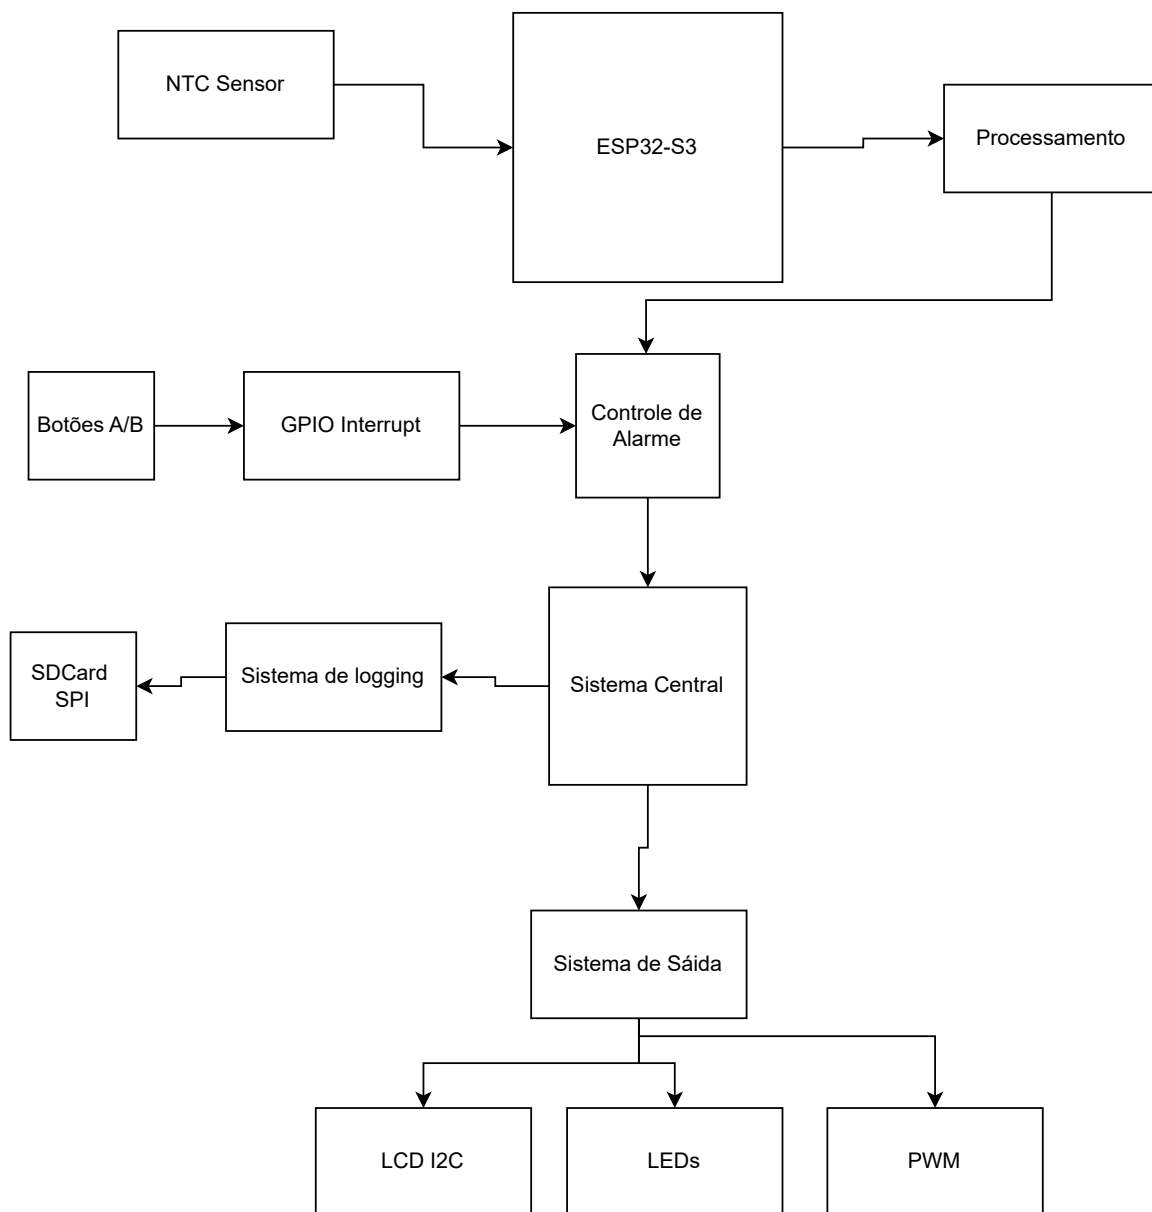 NTC Sensor
ESP32-S3
Processamento
Botões A/B
GPIO Interrupt
Controle de
Alarme
SDCard
SPI
Sistema de logging
Sistema Central
Sistema de Sáida
LCD I2C
LEDs
PWM